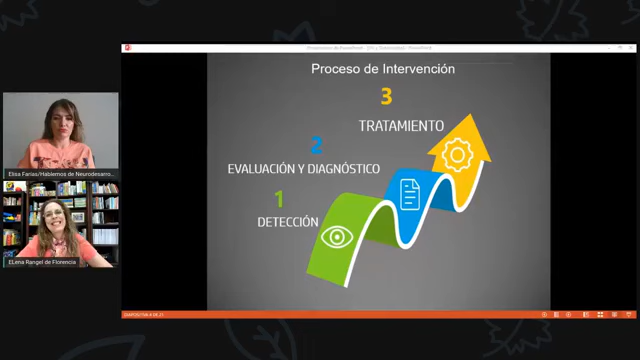 Proceso de Intervención
3
TRATAMIENTO
2
EVALUACIÓN Y DIAGNÓSTICO
1
DETECCIÓN
Elisa Farias/Hablemos de Neurodesarro...
ELena Rangel de Florencia